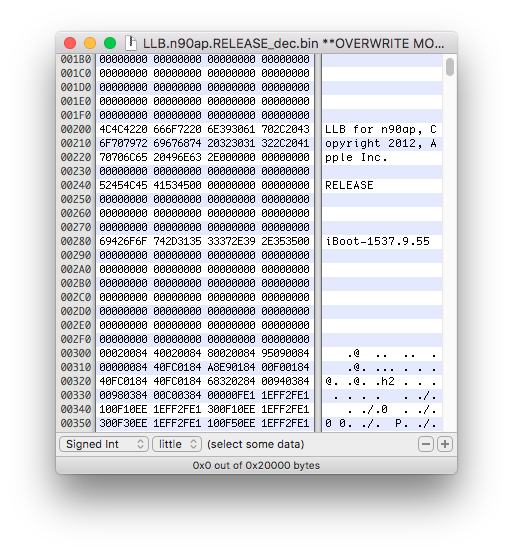 LLB.n90ap.RELEASE_dec.bin **OVERWRITE MO...
001B0 00000000 00000000 00000000 00000000
001C0 00000000 00000000 00000000 00000000
001D0 00000000 00000000 00000000 00000000
001E0 00000000 00000000 00000000 00000000
001F0 00000000 00000000 00000000 00000000
00200 4C4C4220 666F7220 6E393061 702C2043 LLB for n90ap, C
00210 6F707972 69676874 20323031 322C2041 opyright 2012, A
00220 70706C65 20496E63 2E000000 00000000 pple Inc.
00230 00000000 00000000 00000000 00000000
00240 52454C45 41534500 00000000 00000000 RELEASE
00250 00000000 00000000 00000000 00000000
00260 00000000 00000000 00000000 00000000
00270 00000000 00000000 00000000 00000000
00280 69426F6F 742D3135 33372E39 2E353500 iBoot-1537.9.55
00290 00000000 00000000 00000000 00000000
002A0 00000000 00000000 00000000 00000000
002B0 00000000 00000000 00000000 00000000
002C0 00000000 00000000 00000000 00000000
002D0 00000000 00000000 00000000 00000000
002E0 00000000 00000000 00000000 00000000
002F0 00000000 00000000 00000000 00000000
00300 00020084 40020084 80020084 95090084 .@ .. .. .
00310 00000084 40FC0184 A8E90184 00F00184 .@. ... . . . .
00320 40FC0184 40FC0184 68320284 00940384 @. .@. .h2 . . . .
00330 00980384 00C00384 00000FE1 1EFF2FE1 . . . . . ../.
00340 100F10EE 1EFF2FE1 300F10EE 1EFF2FE1 . ../.0 . ../.
00350 300F30EE 1EFF2FE1 100F50EE 1EFF2FE1 0 0. ../. P. ../.
Signed Int little (select some data) − +
0x0 out of 0x20000 bytes